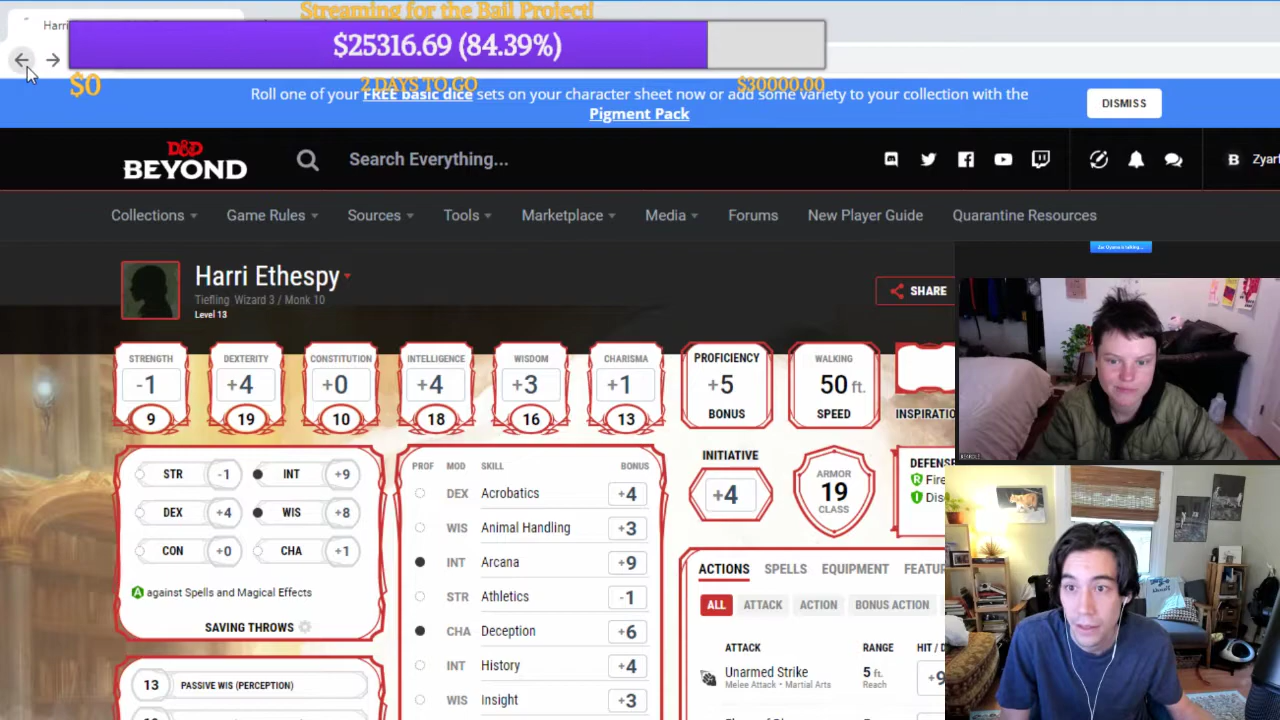 Streaming for the Bail Project!
Harri
$25316.69 (84.39%)
$0
2 DAYS TO GO
$30000.00
Roll one of your FREE basic dice sets on your character sheet now or add some variety to your collection with the
Pigment Pack
DISMISS
D&D
BEYOND
Search Everything...
B Zyar
Collections
Game Rules
Sources
Tools
Marketplace
Media
Forums
New Player Guide
Quarantine Resources
Harri Ethespy
Tiefling Wizard 3 / Monk 10
Level 13
SHARE
STRENGTH
-1
9
DEXTERITY
+4
19
CONSTITUTION
+0
10
INTELLIGENCE
+4
18
WISDOM
+3
16
CHARISMA
+1
13
PROFICIENCY
+5
BONUS
WALKING
50 ft.
SPEED
INSPIRATIO
STR -1
INT +9
DEX +4
WIS +8
CON +0
CHA +1
A against Spells and Magical Effects
SAVING THROWS
13 PASSIVE WIS (PERCEPTION)
PROF MOD SKILL BONUS
DEX Acrobatics +4
WIS Animal Handling +3
INT Arcana +9
STR Athletics -1
CHA Deception +6
INT History +4
WIS Insight +3
INITIATIVE
+4
ARMOR
19
CLASS
DEFENSE
R Fire
I Dis
ACTIONS
SPELLS
EQUIPMENT
FEATU
ALL
ATTACK
ACTION
BONUS ACTION
ATTACK RANGE HIT / D
Unarmed Strike 5 ft. +9
Melee Attack • Martial Arts Reach